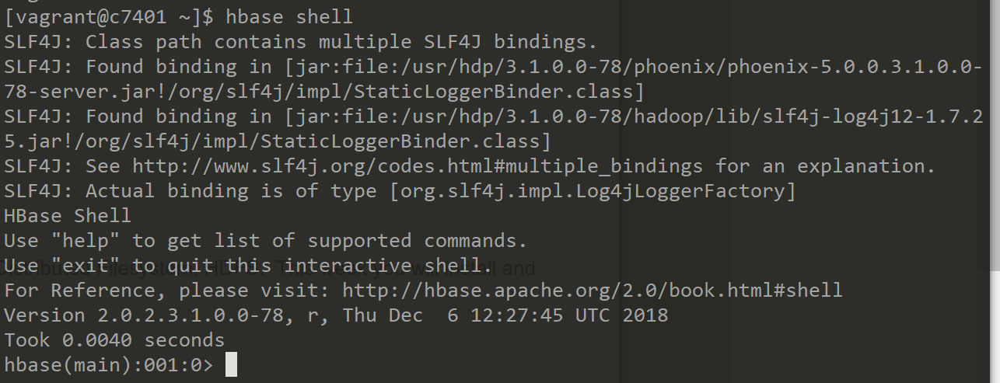 [vagrant@c7401 ~]$ hbase shell
SLF4J: Class path contains multiple SLF4J bindings.
SLF4J: Found binding in [jar:file:/usr/hdp/3.1.0.0-78/phoenix/phoenix-5.0.0.3.1.0.0-
78-server.jar!/org/slf4j/impl/StaticLoggerBinder.class]
SLF4J: Found binding in [jar:file:/usr/hdp/3.1.0.0-78/hadoop/lib/slf4j-log4j12-1.7.2
5.jar!/org/slf4j/impl/StaticLoggerBinder.class]
SLF4J: See http://www.slf4j.org/codes.html#multiple_bindings for an explanation.
SLF4J: Actual binding is of type [org.slf4j.impl.Log4jLoggerFactory]
HBase Shell
Use "help" to get list of supported commands.
Use "exit" to quit this interactive shell.
install and
For Reference, please visit: http://hbase.apache.org/2.0/book.html#shell
Version 2.0.2.3.1.0.0-78, r, Thu Dec  6 12:27:45 UTC 2018
Took 0.0040 seconds
hbase(main):001:0>